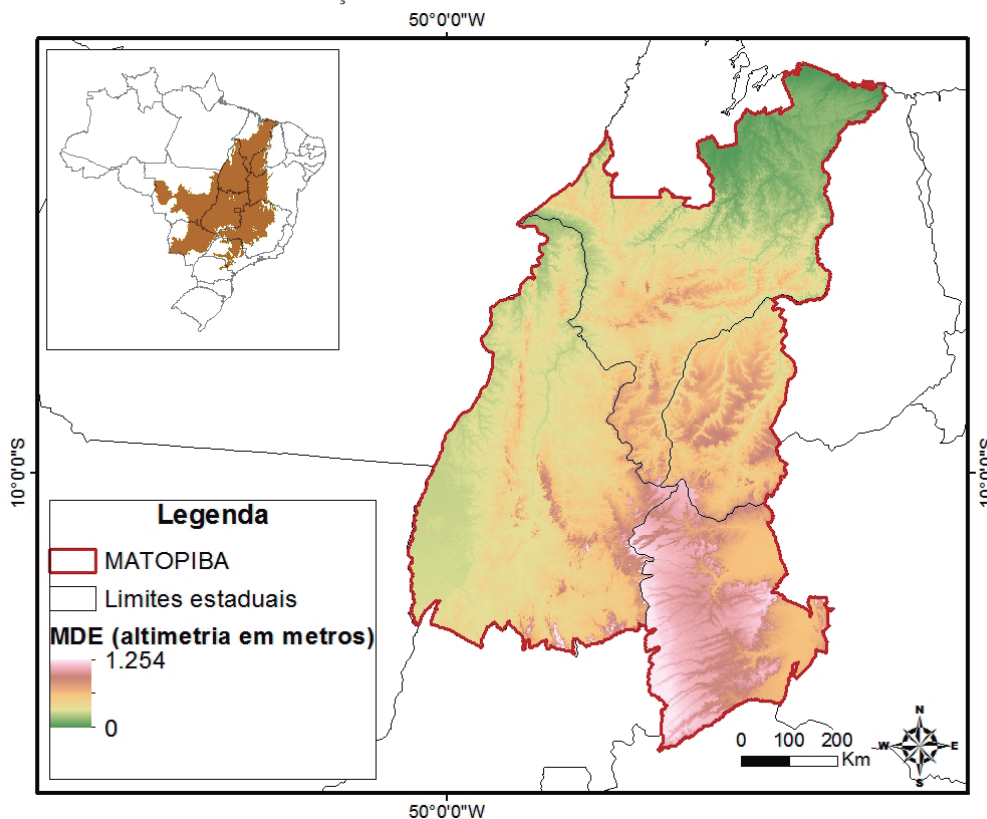 50°0'0"W
10°0'0"S
10°0'0"S
Legenda
MATOPIBA
Limites estaduais
MDE (altimetria em metros)
1.254
0
0 100 200
Km
N
W E
S
50°0'0"W